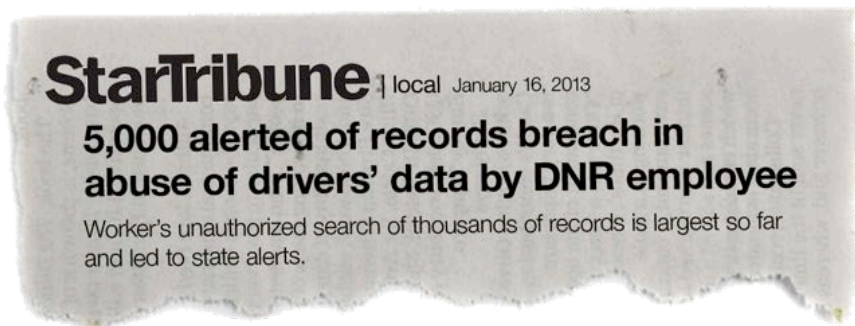 StarTribune | local January 16, 2013
5,000 alerted of records breach in
abuse of drivers’ data by DNR employee
Worker’s unauthorized search of thousands of records is largest so far
and led to state alerts.